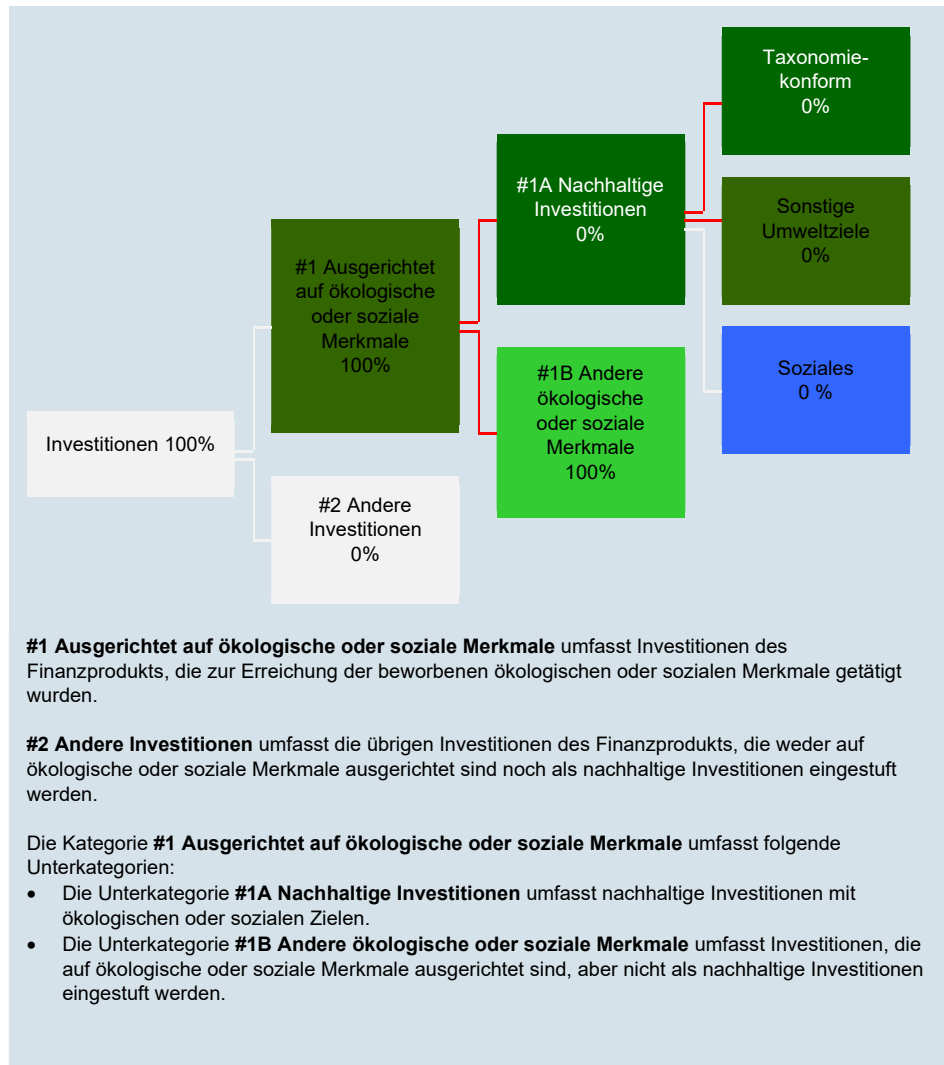 Taxonomie-
konform
0%
#1A Nachhaltige
Investitionen
0%
Sonstige
Umweltziele
0%
#1 Ausgerichtet
auf ökologische
oder soziale
Merkmale
100%
#1B Andere
ökologische
oder soziale
Merkmale
100%
Soziales
0 %
Investitionen 100%
#2 Andere
Investitionen
0%
#1 Ausgerichtet auf ökologische oder soziale Merkmale umfasst Investitionen des
Finanzprodukts, die zur Erreichung der beworbenen ökologischen oder sozialen Merkmale getätigt
wurden.
#2 Andere Investitionen umfasst die übrigen Investitionen des Finanzprodukts, die weder auf
ökologische oder soziale Merkmale ausgerichtet sind noch als nachhaltige Investitionen eingestuft
werden.
Die Kategorie #1 Ausgerichtet auf ökologische oder soziale Merkmale umfasst folgende
Unterkategorien:
• Die Unterkategorie #1A Nachhaltige Investitionen umfasst nachhaltige Investitionen mit
ökologischen oder sozialen Zielen.
• Die Unterkategorie #1B Andere ökologische oder soziale Merkmale umfasst Investitionen, die
auf ökologische oder soziale Merkmale ausgerichtet sind, aber nicht als nachhaltige Investitionen
eingestuft werden.